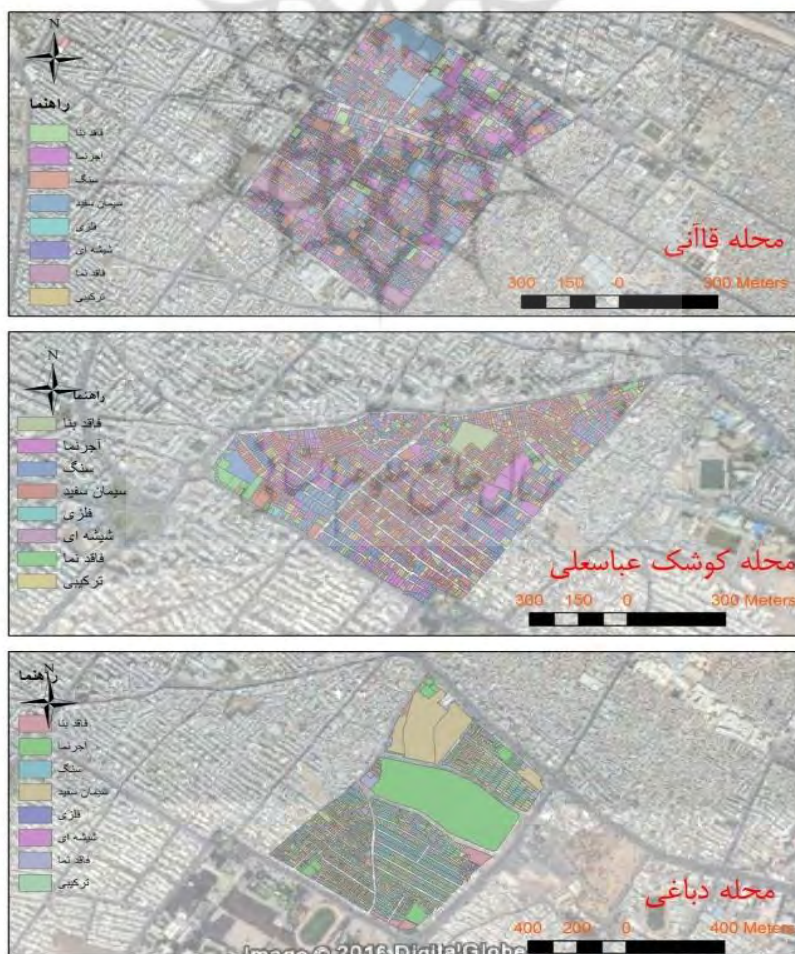 N
راهنما
فاقد بنا
آجرنما
سنگ
سیمان سفید
فلزی
شیشه ای
فاقد نما
ترکیبی
محله قاآنی
300 150 0 300 Meters
N
راهنما
فاقد بنا
آجرنما
سنگ
سیمان سفید
فلزی
شیشه ای
فاقد نما
ترکیبی
محله کوشک عباسعلی
300 150 0 300 Meters
راهنما
N
فاقد بنا
آجرنما
سنگ
سیمان سفید
فلزی
شیشه ای
فاقد نما
ترکیبی
محله دباغی
400 200 0 400 Meters
Image © 2016 DigitalGlobe